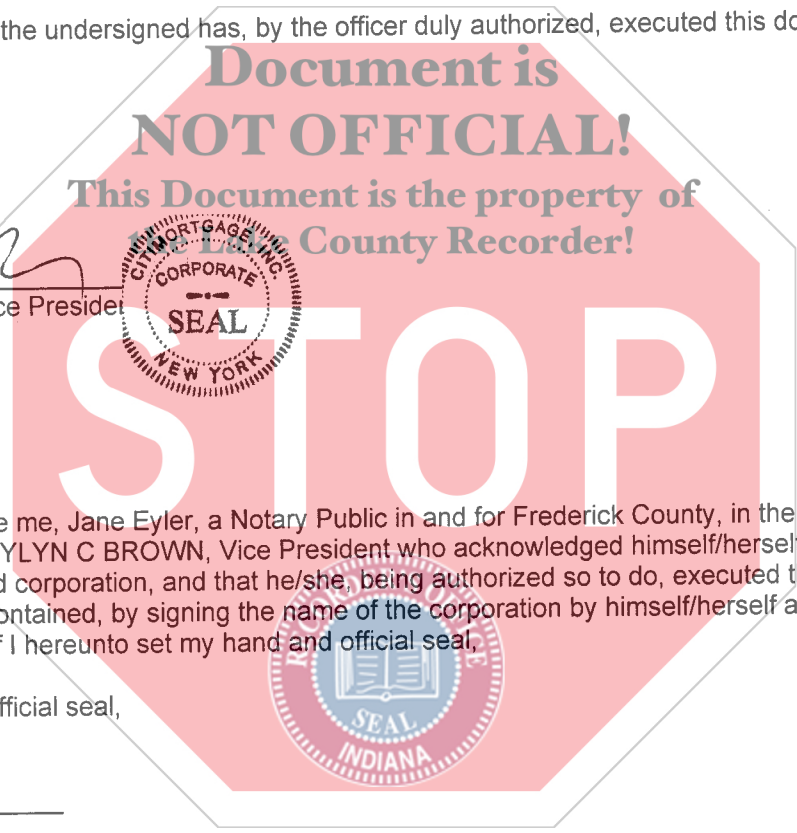 the undersigned has, by the officer duly authorized, executed this do
Document is
NOT OFFICIAL!
This Document is the property of
the Lake County Recorder!
CITIMORTGAGE, INC.
CORPORATE
SEAL
NEW YORK
ce Presider
STOP
e me, Jane Eyler, a Notary Public in and for Frederick County, in the
YLYN C BROWN, Vice President who acknowledged himself/hersel
d corporation, and that he/she, being authorized so to do, executed t
ontained, by signing the name of the corporation by himself/herself a
f I hereunto set my hand and official seal,
RECORDER'S OFFICE
SEAL
INDIANA
fficial seal,